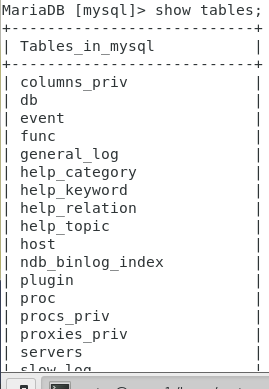 MariaDB [mysql]> show tables;
+---------------------------+
| Tables_in_mysql           |
+---------------------------+
| columns_priv              |
| db                        |
| event                     |
| func                      |
| general_log               |
| help_category             |
| help_keyword              |
| help_relation             |
| help_topic                |
| host                      |
| ndb_binlog_index          |
| plugin                    |
| proc                      |
| procs_priv                |
| proxies_priv              |
| servers                   |
| slow_log                  |